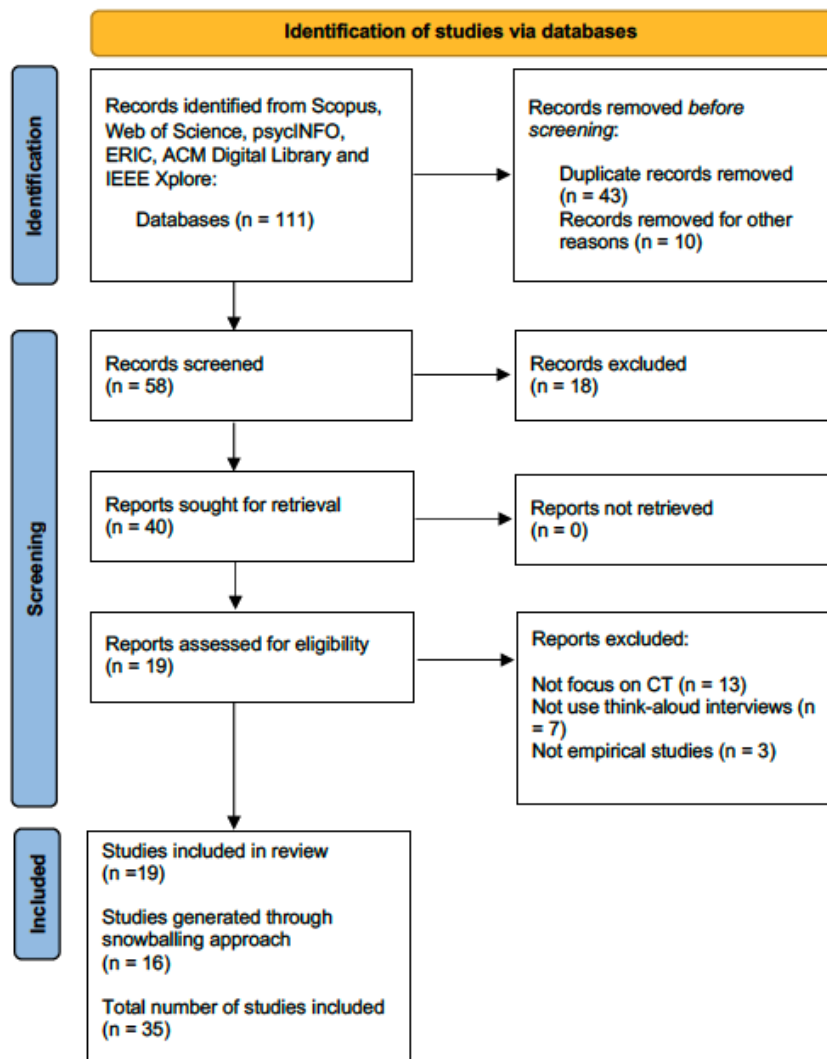 Identification of studies via databases
Identification
Records identified from Scopus,
Web of Science, psycINFO,
ERIC, ACM Digital Library and
IEEE Xplore:
Databases (n = 111)
Records removed before
screening:
Duplicate records removed
(n = 43)
Records removed for other
reasons (n = 10)
Screening
Records screened
(n = 58)
Records excluded
(n = 18)
Reports sought for retrieval
(n = 40)
Reports not retrieved
(n = 0)
Reports assessed for eligibility
(n = 19)
Reports excluded:
Not focus on CT (n = 13)
Not use think-aloud interviews (n
= 7)
Not empirical studies (n = 3)
Included
Studies included in review
(n =19)
Studies generated through
snowballing approach
(n = 16)
Total number of studies included
(n = 35)